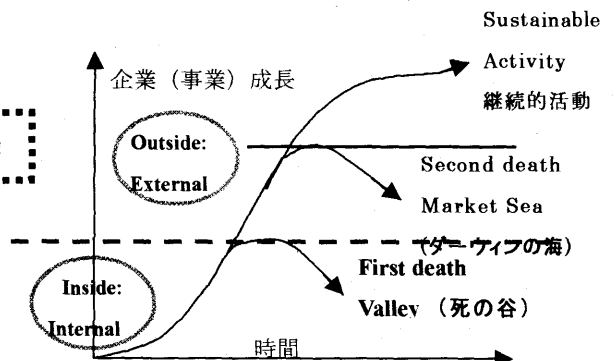 Sustainable
Activity
継続的活動
企業（事業）成長
Outside:
External
Second death
Market Sea
(ダーウィンの海)
First death
Valley （死の谷）
Inside:
Internal
時間